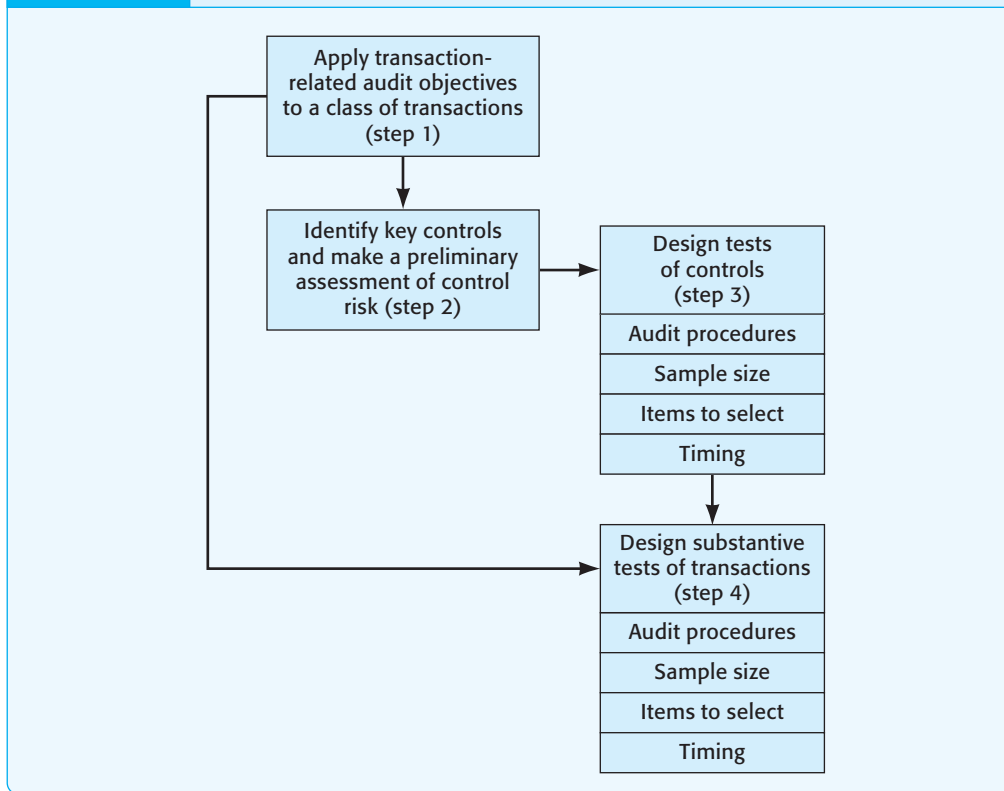 Apply transaction-
related audit objectives
to a class of transactions
(step 1)
Identify key controls
and make a preliminary
assessment of control
risk (step 2)
Design tests
of controls
(step 3)
Audit procedures
Sample size
Items to select
Timing
Design substantive
tests of transactions
(step 4)
Audit procedures
Sample size
Items to select
Timing